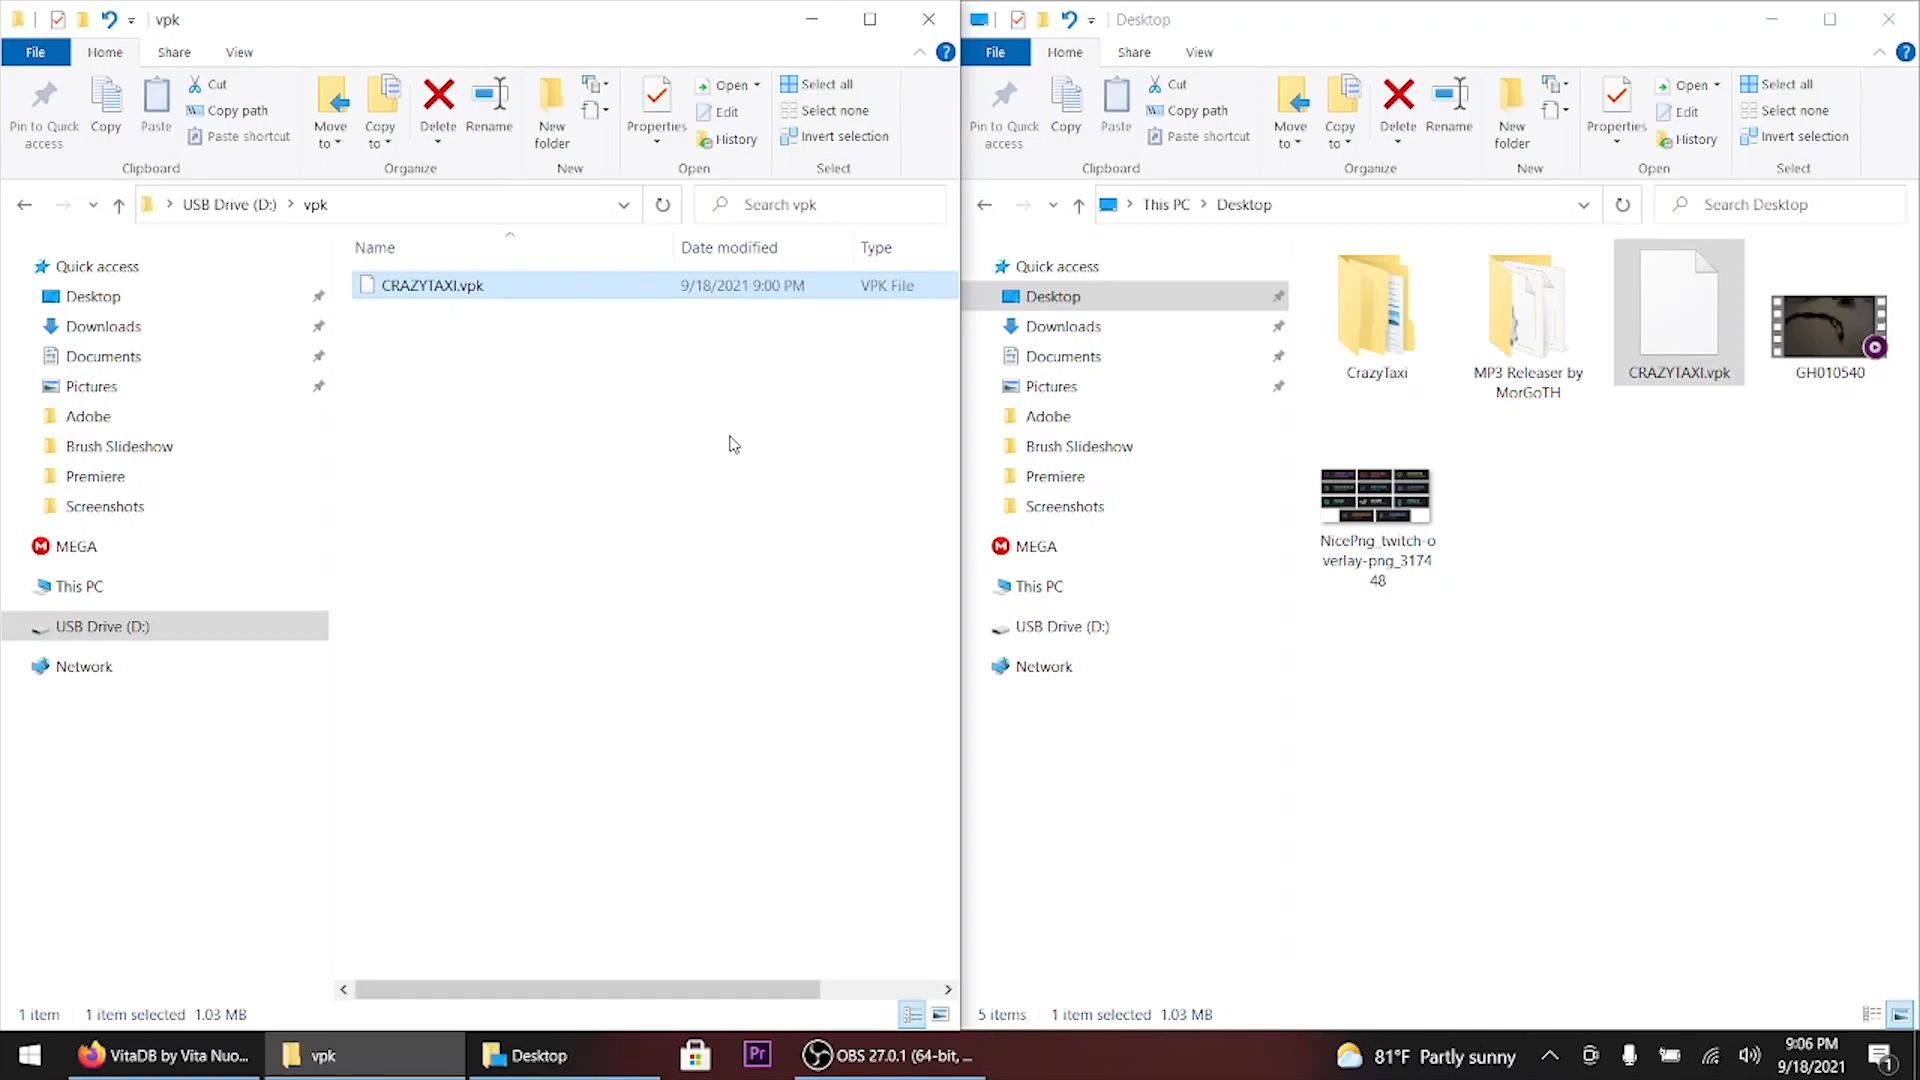 vpk
File
Home
Share
View
Pin to Quick access
Copy
Paste
Cut
Copy path
Paste shortcut
Clipboard
Move to
Copy to
Delete
Rename
Organize
New folder
New
Properties
Open
Edit
History
Open
Select all
Select none
Invert selection
Select
USB Drive (D:)
vpk
Search vpk
Name
Date modified
Type
CRAZYTAXI.vpk
9/18/2021 9:00 PM
VPK File
Quick access
Desktop
Downloads
Documents
Pictures
Adobe
Brush Slideshow
Premiere
Screenshots
MEGA
This PC
USB Drive (D:)
Network
1 item
1 item selected 1.03 MB
Desktop
File
Home
Share
View
Pin to Quick access
Copy
Paste
Cut
Copy path
Paste shortcut
Clipboard
Move to
Copy to
Delete
Rename
Organize
New folder
New
Properties
Open
Edit
History
Open
Select all
Select none
Invert selection
Select
This PC
Desktop
Search Desktop
Quick access
Desktop
Downloads
Documents
Pictures
Adobe
Brush Slideshow
Premiere
Screenshots
MEGA
This PC
USB Drive (D:)
Network
CrazyTaxi
MP3 Releaser by
MorGoTH
CRAZYTAXI.vpk
GH010540
NicePng_twitch-o
verlay-png_3174
48
5 items
1 item selected 1.03 MB
VitaDB by Vita Nuo...
vpk
Desktop
Pr
OBS 27.0.1 (64-bit, ...
81°F Partly sunny
9:06 PM
9/18/2021
1